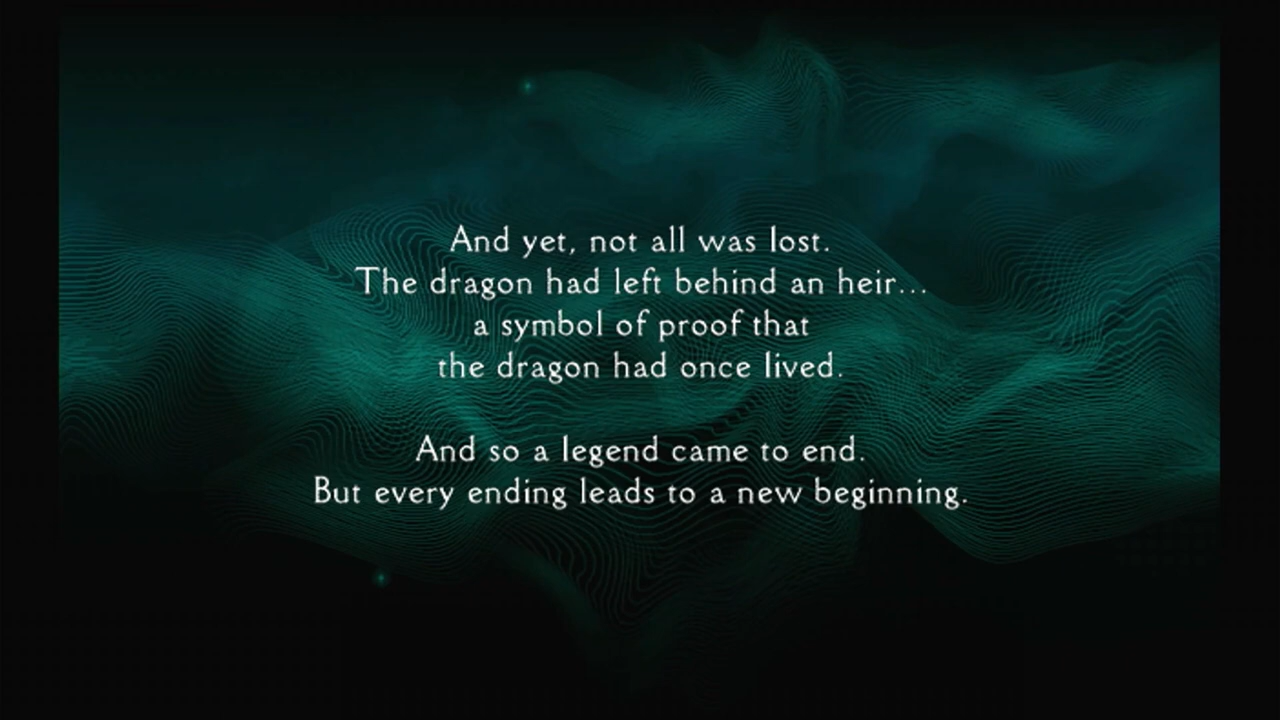 And yet, not all was lost.
The dragon had left behind an heir...
a symbol of proof that
the dragon had once lived.
And so a legend came to end.
But every ending leads to a new beginning.